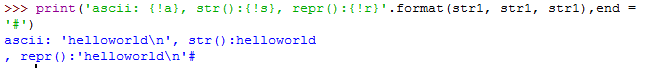 >>> print('ascii: {!a}, str():{!s}, repr():{!r}'.format(str1, str1, str1),end =
'#')
ascii: 'helloworld\n', str():helloworld
, repr():'helloworld\n'#